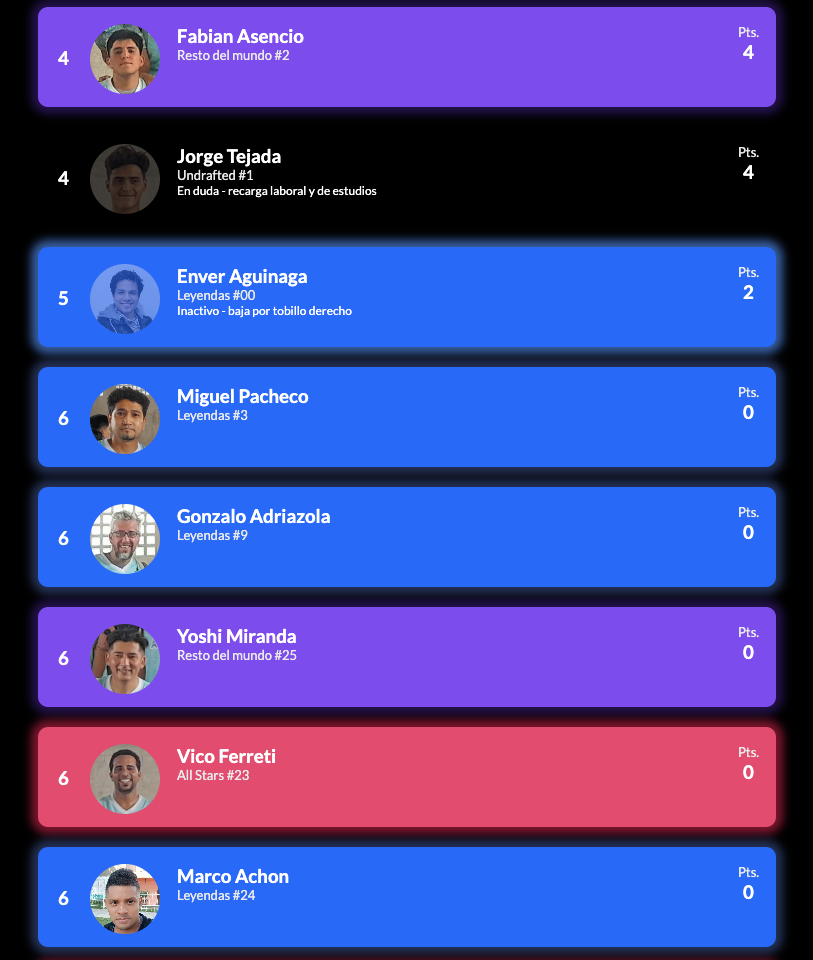 4
Fabian Asencio
Resto del mundo #2
Pts.
4
4
Jorge Tejada
Undrafted #1
En duda - recarga laboral y de estudios
Pts.
4
5
Enver Aguinaga
Leyendas #00
Inactivo - baja por tobillo derecho
Pts.
2
6
Miguel Pacheco
Leyendas #3
Pts.
0
6
Gonzalo Adriazola
Leyendas #9
Pts.
0
6
Yoshi Miranda
Resto del mundo #25
Pts.
0
6
Vico Ferreti
All Stars #23
Pts.
0
6
Marco Achon
Leyendas #24
Pts.
0